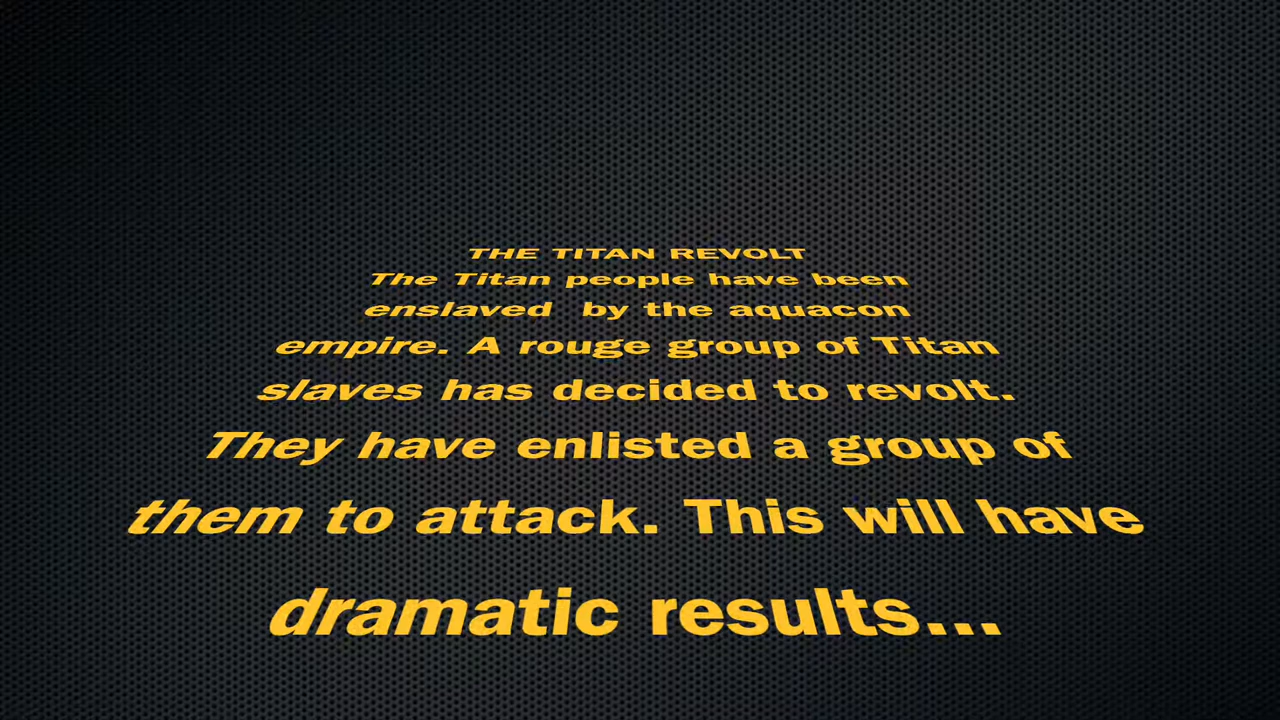 THE TITAN REVOLT
The Titan people have been
enslaved  by the aquacon
empire. A rouge group of Titan
slaves has decided to revolt.
They have enlisted a group of
them to attack. This will have
dramatic results...